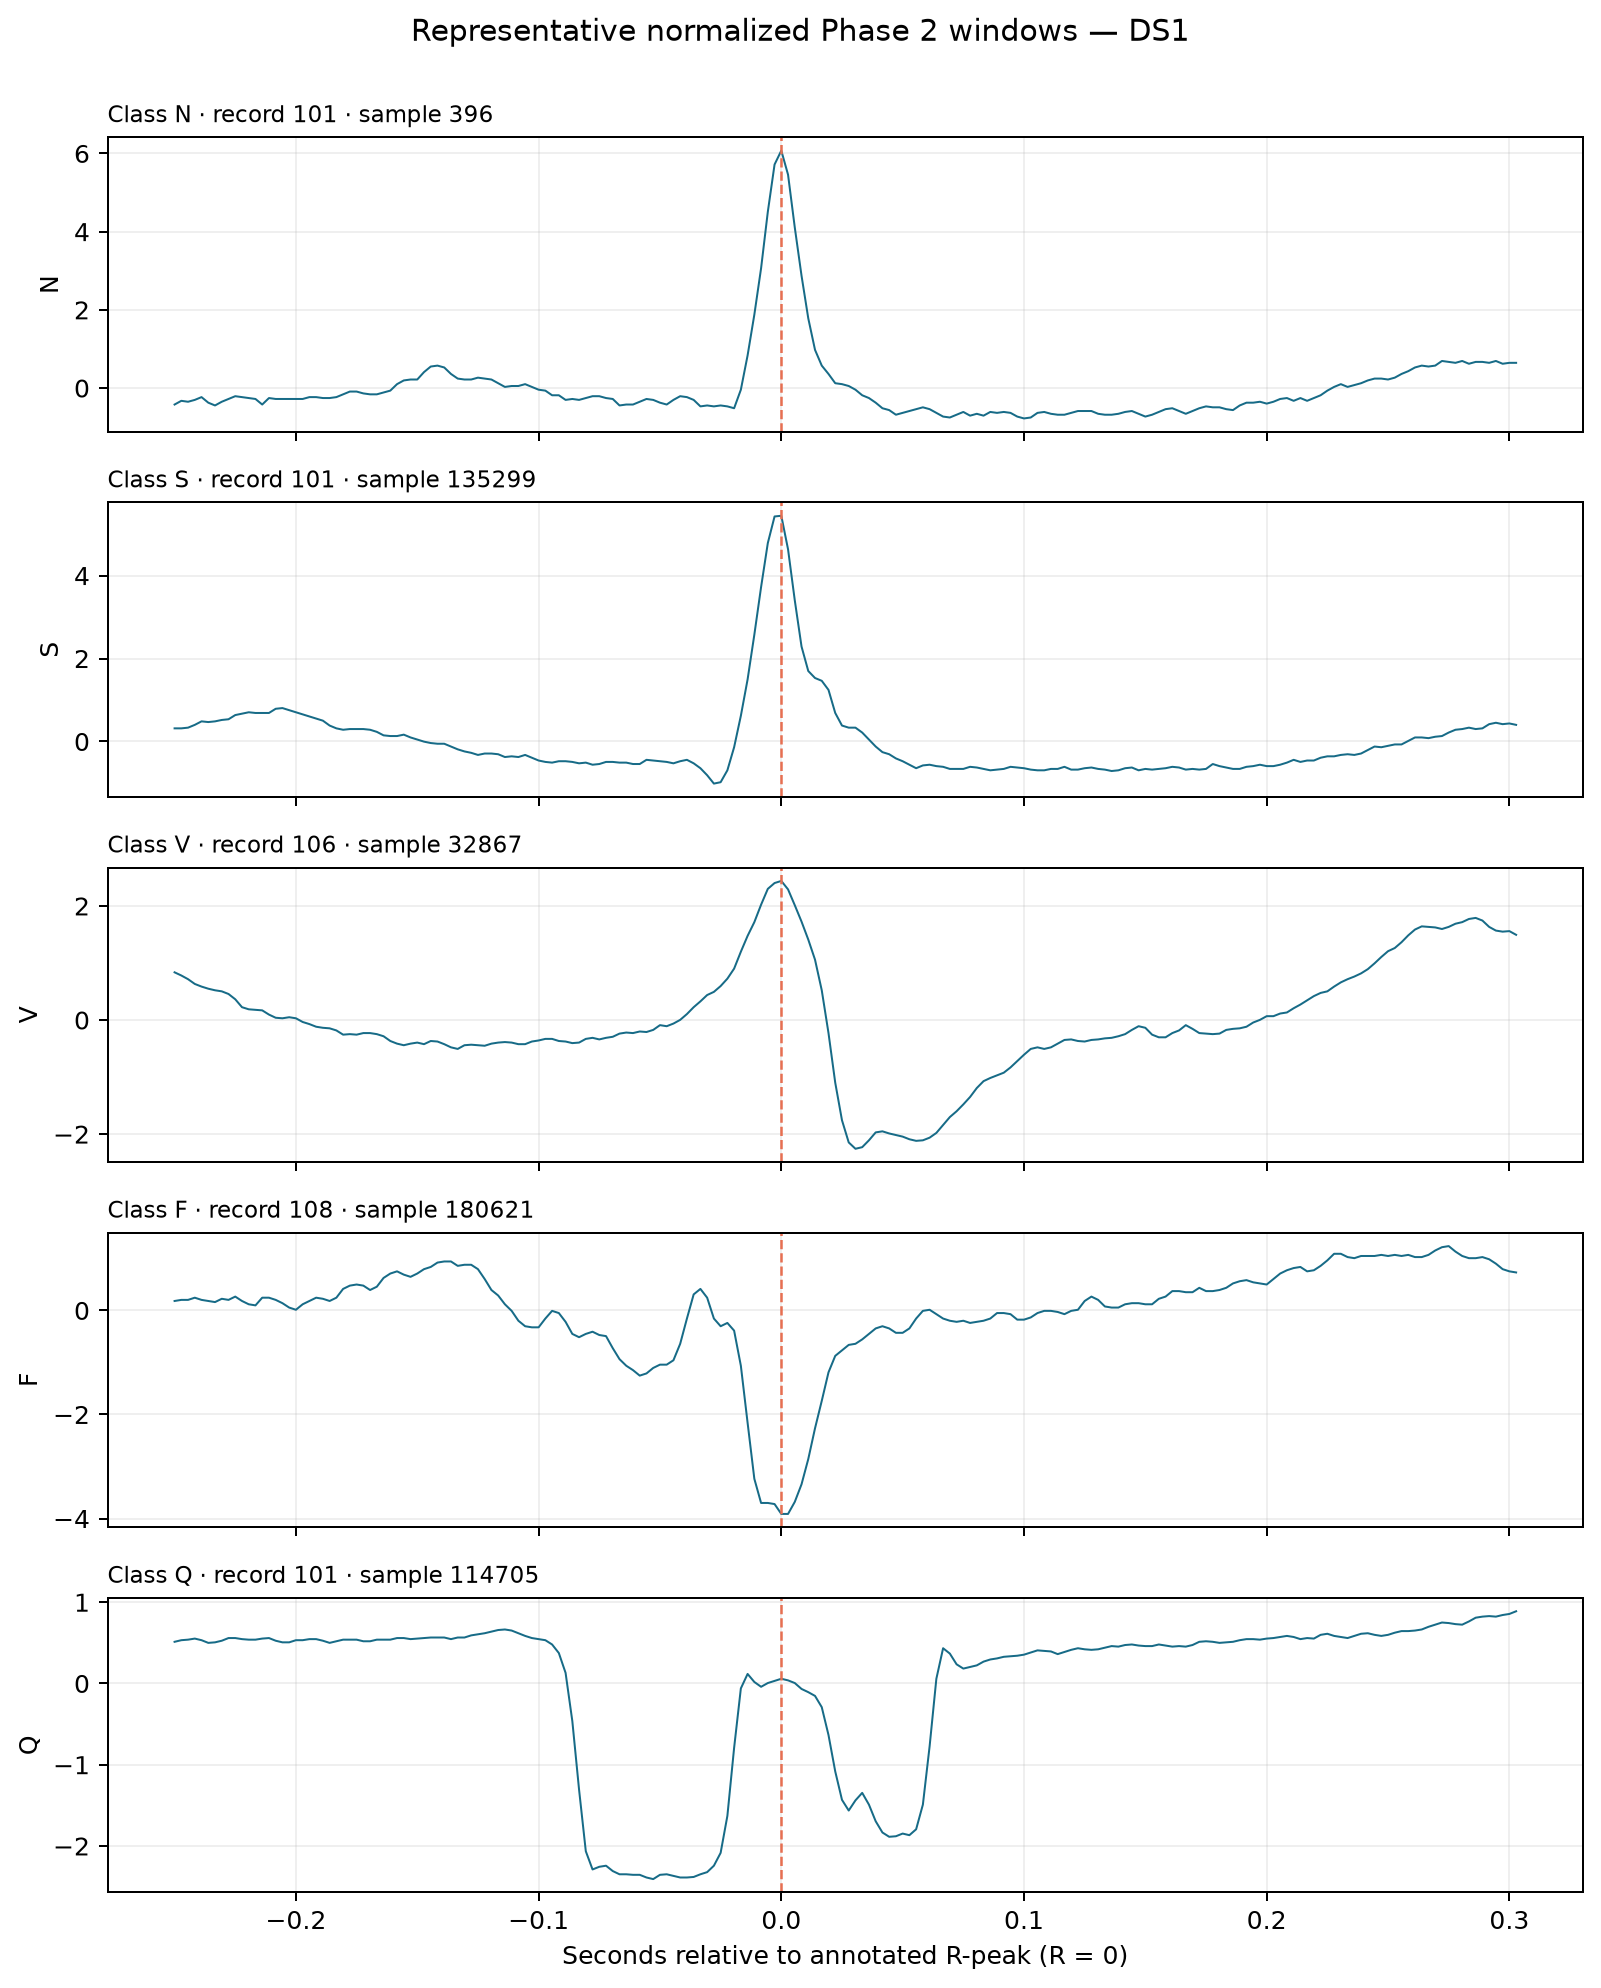 Representative normalized Phase 2 windows — DS1
Class N · record 101 · sample 396
6
4
2
0
N
Class S · record 101 · sample 135299
4
2
0
S
Class V · record 106 · sample 32867
2
0
−2
V
Class F · record 108 · sample 180621
0
−2
−4
F
Class Q · record 101 · sample 114705
1
0
−1
−2
Q
−0.2 −0.1 0.0 0.1 0.2 0.3
Seconds relative to annotated R-peak (R = 0)